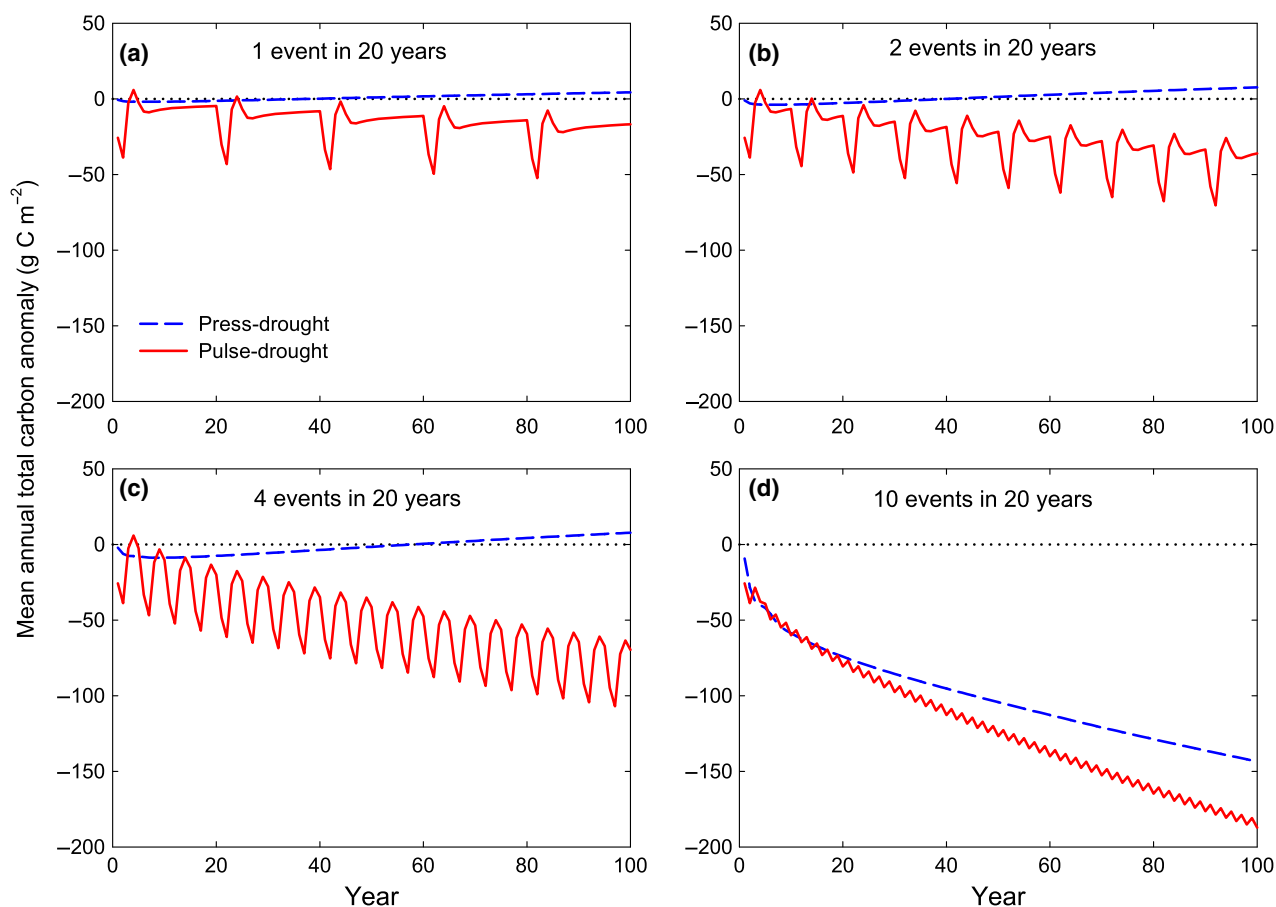 Mean annual total carbon anomaly (g C m⁻²)
(a)
1 event in 20 years
50
0
–50
–100
–150
–200
Press-drought
Pulse-drought
0 20 40 60 80 100
(b)
2 events in 20 years
50
0
–50
–100
–150
–200
0 20 40 60 80 100
(c)
4 events in 20 years
50
0
–50
–100
–150
–200
0 20 40 60 80 100
Year
(d)
10 events in 20 years
50
0
–50
–100
–150
–200
0 20 40 60 80 100
Year